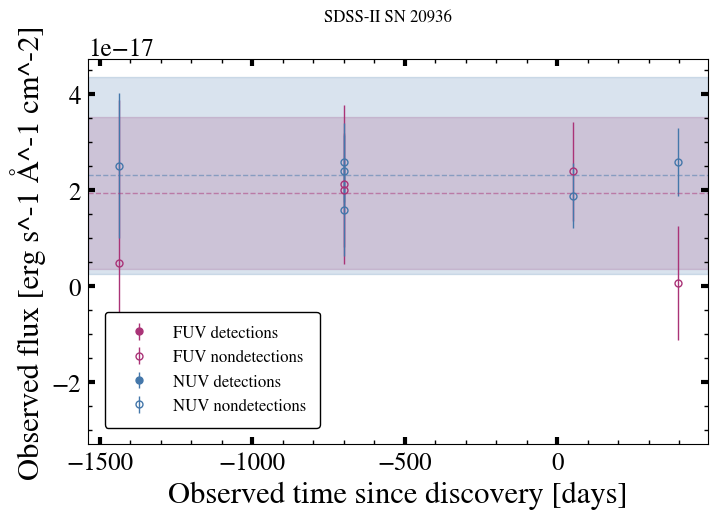 SDSS-II SN 20936
1e−17
Observed flux [erg s^-1 Å^-1 cm^-2]
4
2
0
−2
FUV detections
FUV nondetections
NUV detections
NUV nondetections
−1500
−1000
−500
0
Observed time since discovery [days]